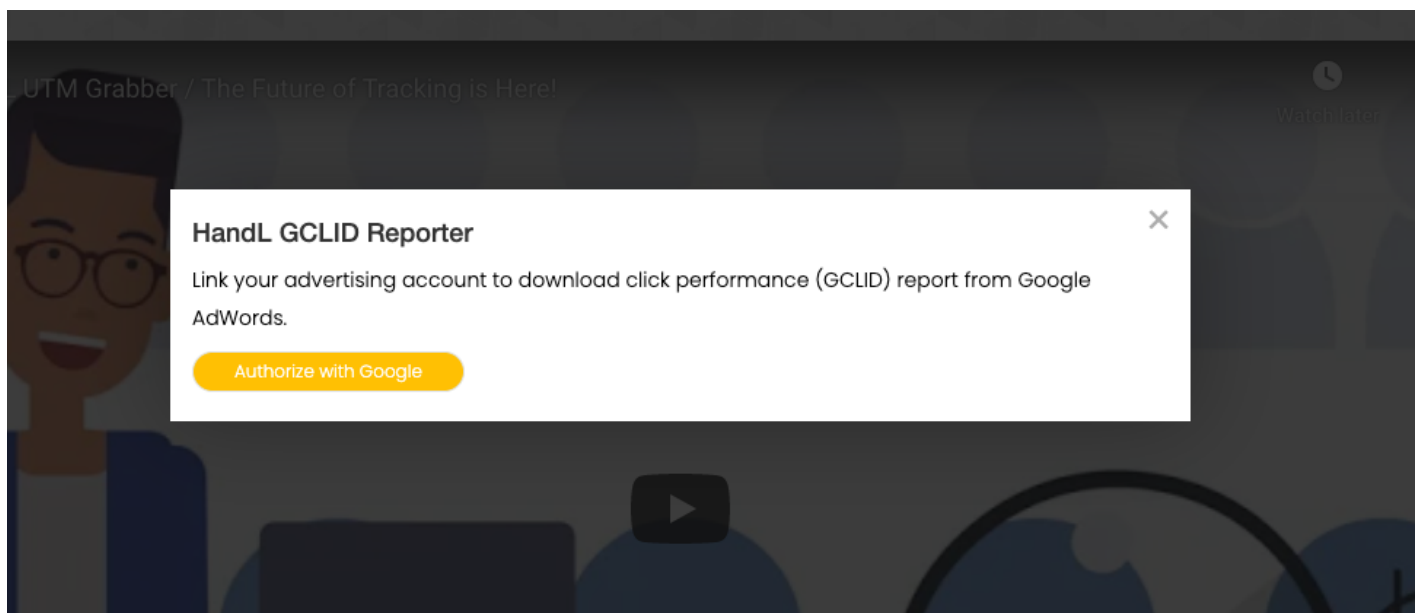 UTM Grabber / The Future of Tracking is Here!
Watch later
HandL GCLID Reporter
Link your advertising account to download click performance (GCLID) report from Google
AdWords.
Authorize with Google